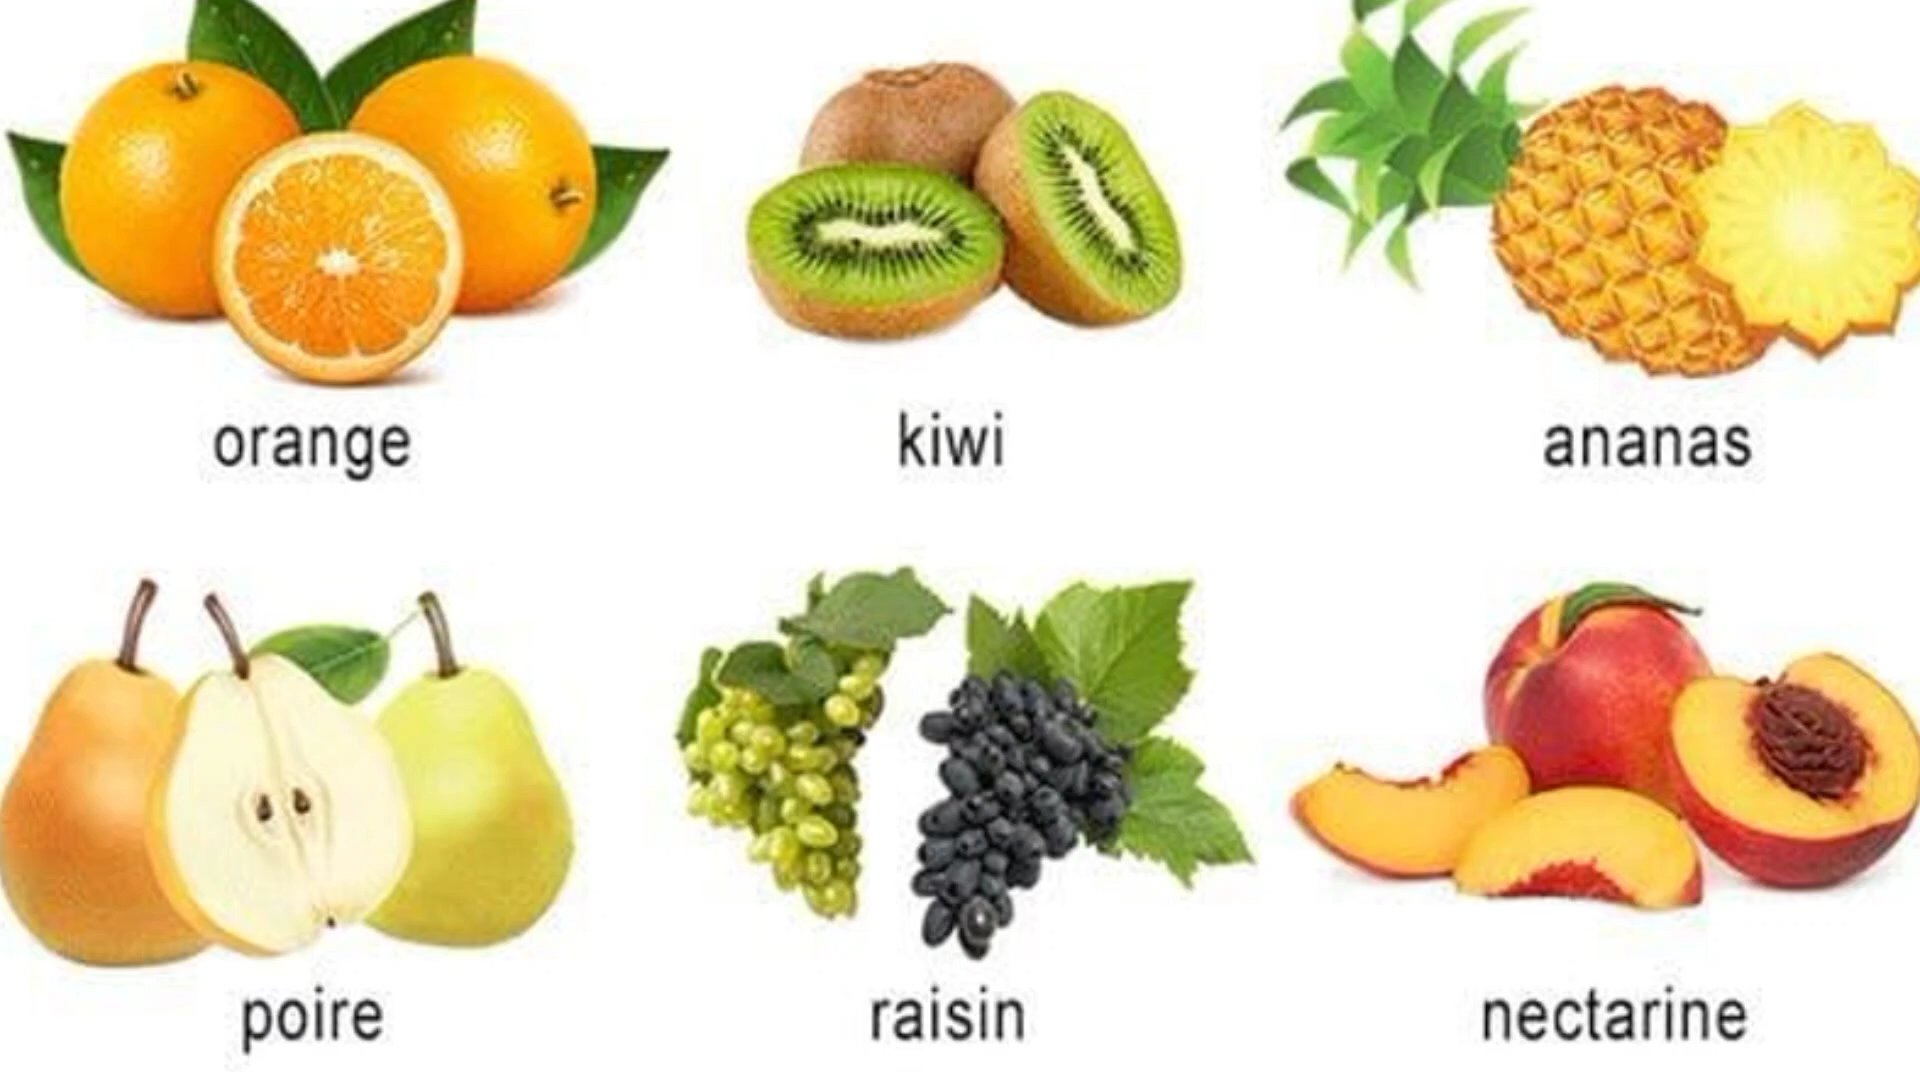 orange
kiwi
ananas
poire
raisin
nectarine